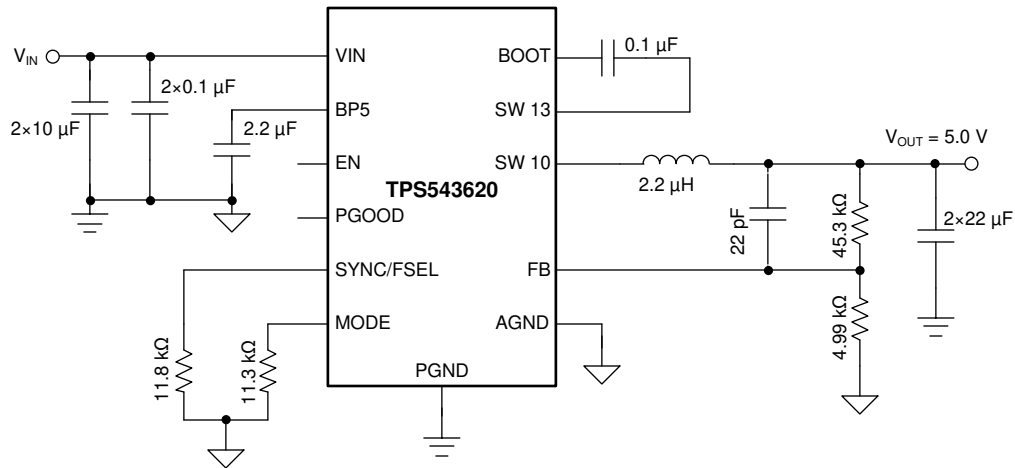 V_IN
2×10 µF
2×0.1 µF
2.2 µF
VIN
BP5
EN
PGOOD
SYNC/FSEL
MODE
11.8 kΩ
11.3 kΩ
TPS543620
PGND
BOOT
SW 13
SW 10
FB
AGND
0.1 µF
2.2 µH
22 pF
V_OUT = 5.0 V
45.3 kΩ
2×22 µF
4.99 kΩ